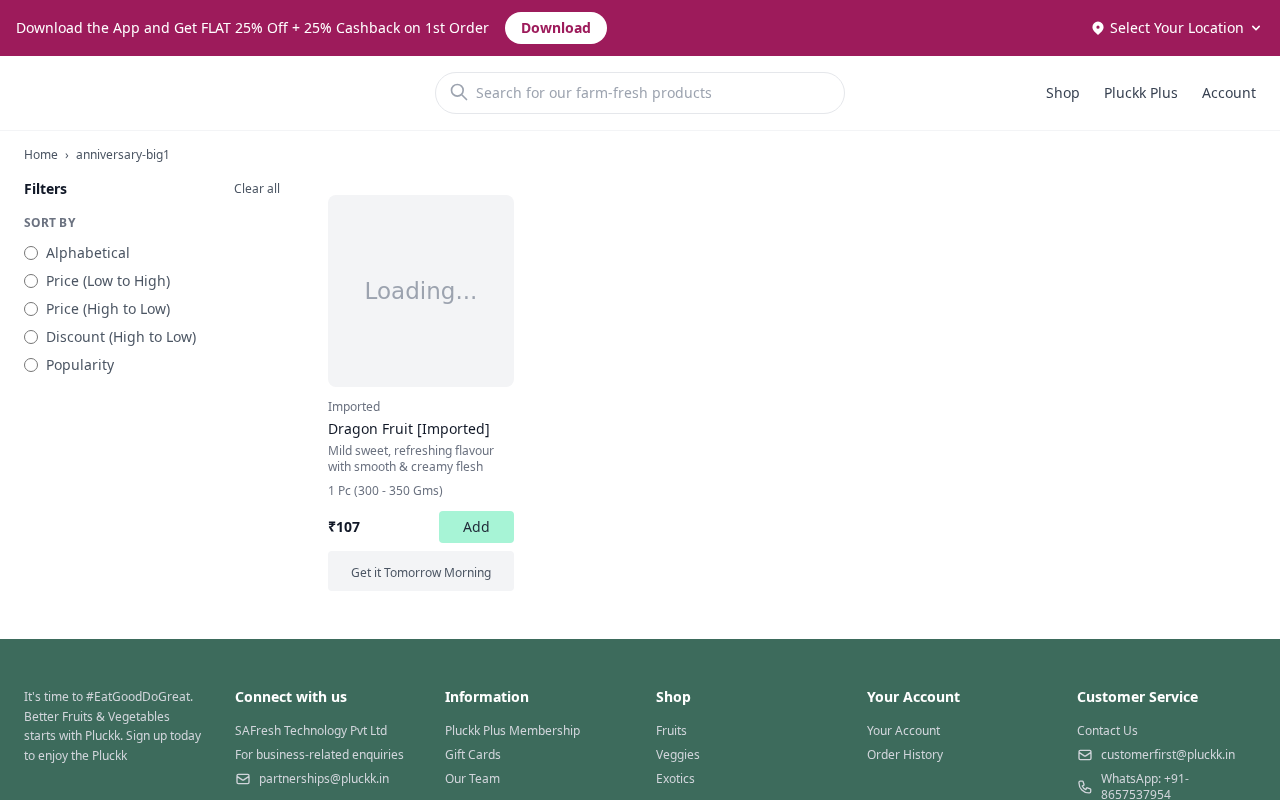 Download the App and Get FLAT 25% Off + 25% Cashback on 1st Order
Download
Select Your Location
Search for our farm-fresh products
Shop
Pluckk Plus
Account
Home › anniversary-big1
Filters
Clear all
SORT BY
Alphabetical
Price (Low to High)
Price (High to Low)
Discount (High to Low)
Popularity
Loading...
Imported
Dragon Fruit [Imported]
Mild sweet, refreshing flavour
with smooth & creamy flesh
1 Pc (300 - 350 Gms)
₹107
Add
Get it Tomorrow Morning
It's time to #EatGoodDoGreat.
Better Fruits & Vegetables
starts with Pluckk. Sign up today
to enjoy the Pluckk
Connect with us
SAFresh Technology Pvt Ltd
For business-related enquiries
partnerships@pluckk.in
Information
Pluckk Plus Membership
Gift Cards
Our Team
Shop
Fruits
Veggies
Exotics
Your Account
Your Account
Order History
Customer Service
Contact Us
customerfirst@pluckk.in
WhatsApp: +91-
8657537954